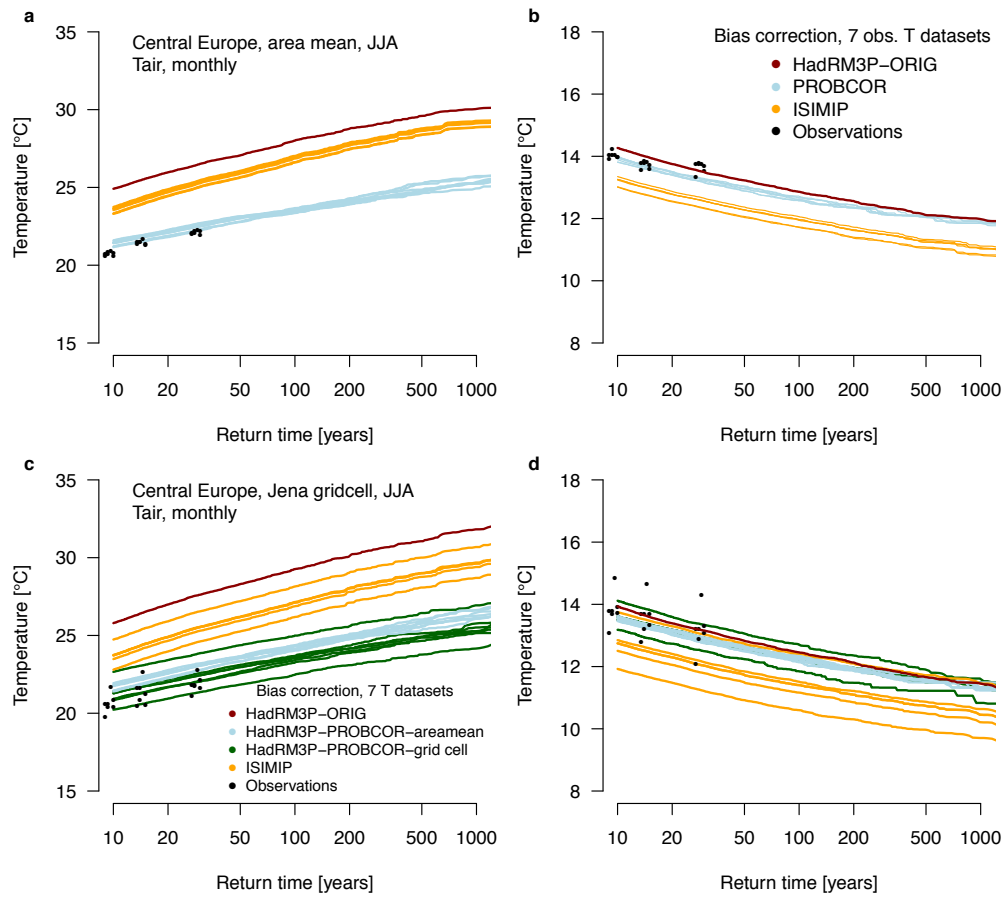 a
Central Europe, area mean, JJA
Tair, monthly
Temperature [°C]
35
30
25
20
15
10 20 50 100 200 500 1000
Return time [years]
b
Bias correction, 7 obs. T datasets
HadRM3P−ORIG
PROBCOR
ISIMIP
Observations
Temperature [°C]
18
16
14
12
10
8
10 20 50 100 200 500 1000
Return time [years]
c
Central Europe, Jena gridcell, JJA
Tair, monthly
Temperature [°C]
35
30
25
20
15
Bias correction, 7 T datasets
HadRM3P−ORIG
HadRM3P−PROBCOR−areamean
HadRM3P−PROBCOR−grid cell
ISIMIP
Observations
10 20 50 100 200 500 1000
Return time [years]
d
Temperature [°C]
18
16
14
12
10
8
10 20 50 100 200 500 1000
Return time [years]